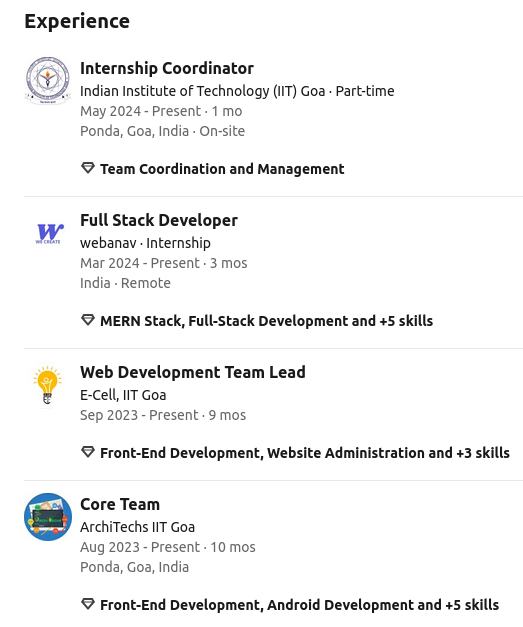 Experience
Internship Coordinator
Indian Institute of Technology (IIT) Goa · Part-time
May 2024 - Present · 1 mo
Ponda, Goa, India · On-site
Team Coordination and Management
W
WE CREATE
Full Stack Developer
webanav · Internship
Mar 2024 - Present · 3 mos
India · Remote
MERN Stack, Full-Stack Development and +5 skills
Web Development Team Lead
E-Cell, IIT Goa
Sep 2023 - Present · 9 mos
Front-End Development, Website Administration and +3 skills
Core Team
ArchiTechs IIT Goa
Aug 2023 - Present · 10 mos
Ponda, Goa, India
Front-End Development, Android Development and +5 skills